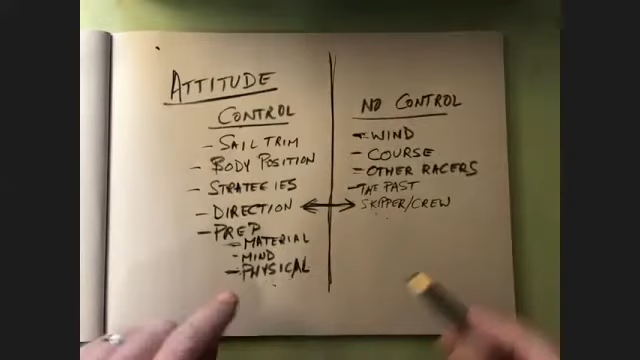 ATTITUDE
CONTROL
- SAIL TRIM
- BODY POSITION
- STRATEGIES
- DIRECTION
- PREP
- MATERIAL
- MIND
- PHYSICAL
NO CONTROL
- WIND
- COURSE
- OTHER RACERS
- THE PAST
SKIPPER/CREW